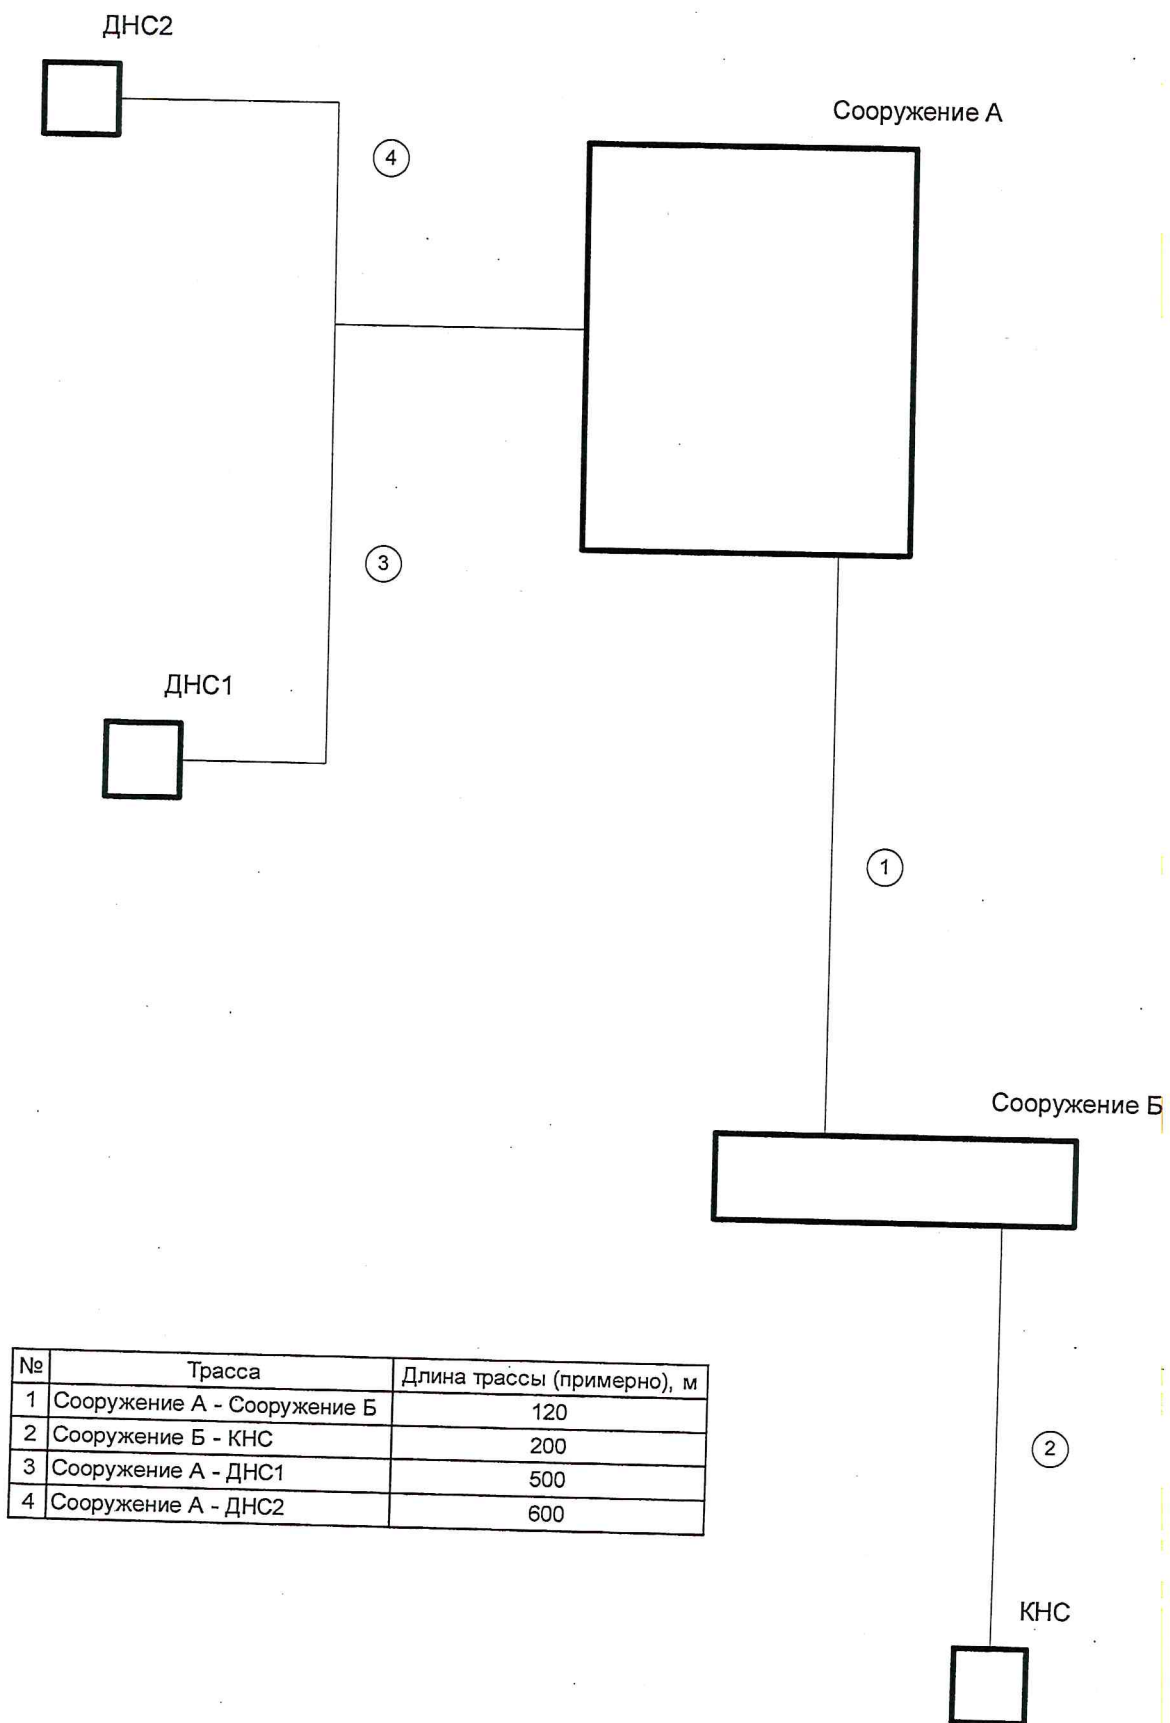 ДНС2
Сооружение А
4
3
ДНС1
1
Сооружение Б
№ Трасса Длина трассы (примерно), м
1 Сооружение А - Сооружение Б 120
2 Сооружение Б - КНС 200
3 Сооружение А - ДНС1 500
4 Сооружение А - ДНС2 600
2
КНС